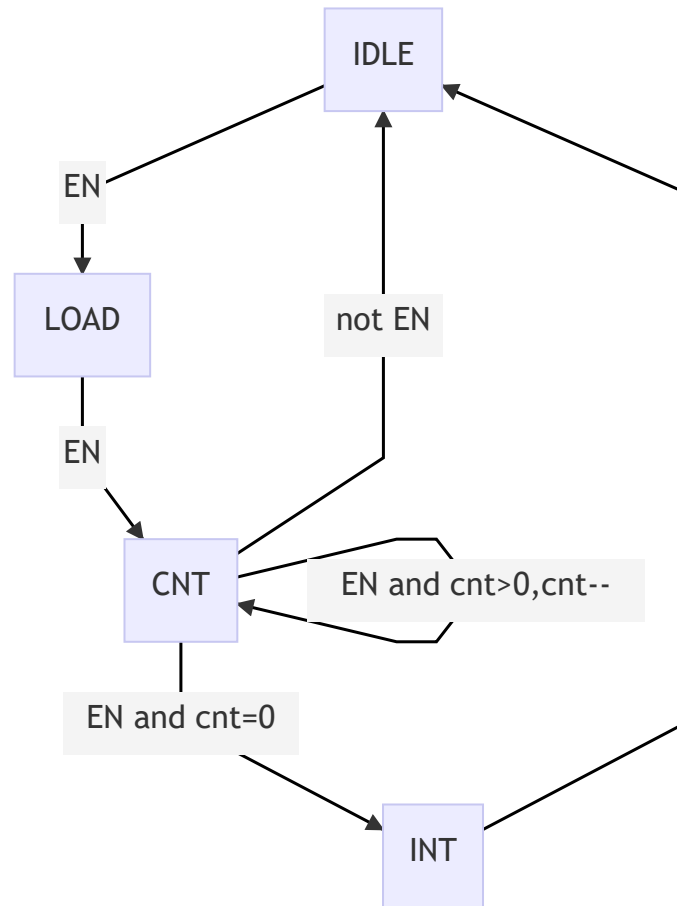 IDLE
EN
LOAD
not EN
EN
CNT
EN and cnt>0,cnt--
EN and cnt=0
INT